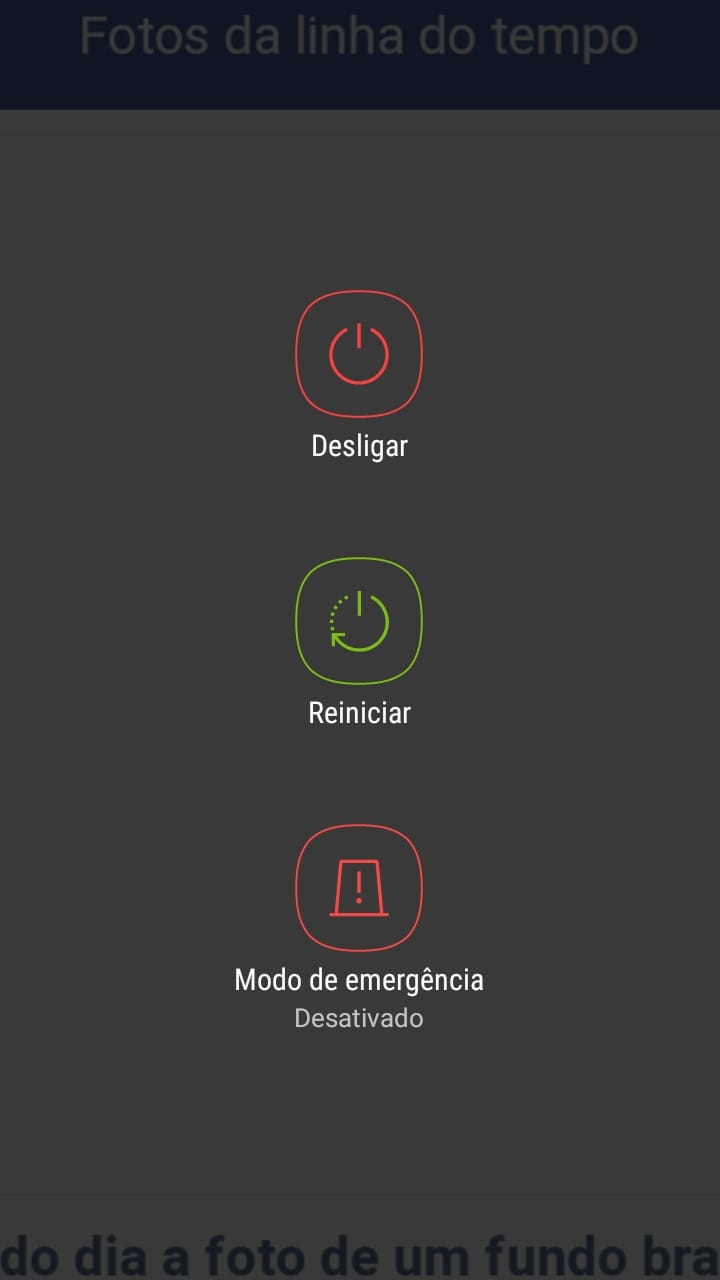 Fotos da linha do tempo
Desligar
Reiniciar
Modo de emergência
Desativado
do dia a foto de um fundo bra